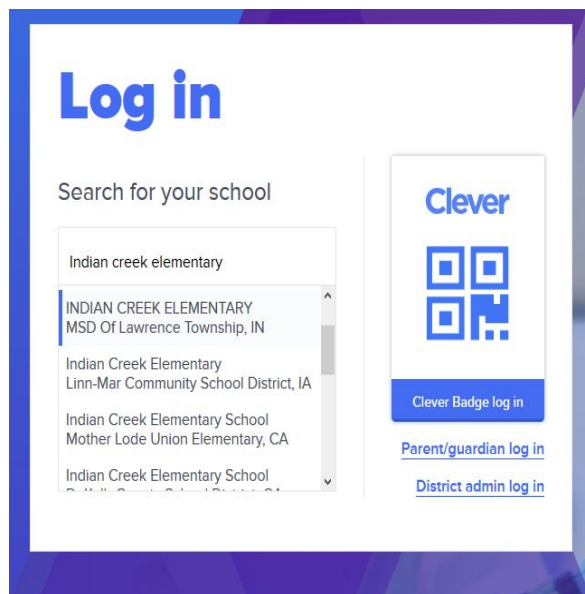 Log in
Search for your school
Indian creek elementary
INDIAN CREEK ELEMENTARY
MSD Of Lawrence Township, IN
Indian Creek Elementary
Linn-Mar Community School District, IA
Indian Creek Elementary School
Mother Lode Union Elementary, CA
Indian Creek Elementary School
Clever
Clever Badge log in
Parent/guardian log in
District admin log in